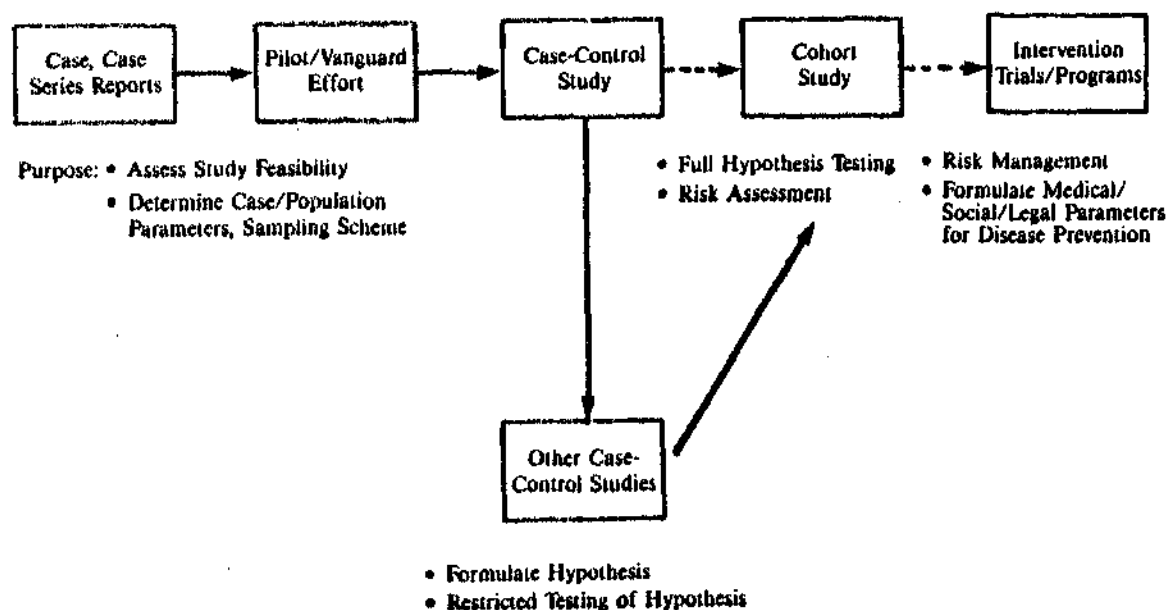 Case, Case
Series Reports
Pilot/Vanguard
Effort
Case-Control
Study
Cohort
Study
Intervention
Trials/Programs
Purpose: • Assess Study Feasibility
• Determine Case/Population
Parameters, Sampling Scheme
• Full Hypothesis Testing
• Risk Assessment
• Risk Management
• Formulate Medical/
Social/Legal Parameters
for Disease Prevention
Other Case-
Control Studies
• Formulate Hypothesis
• Restricted Testing of Hypothesis